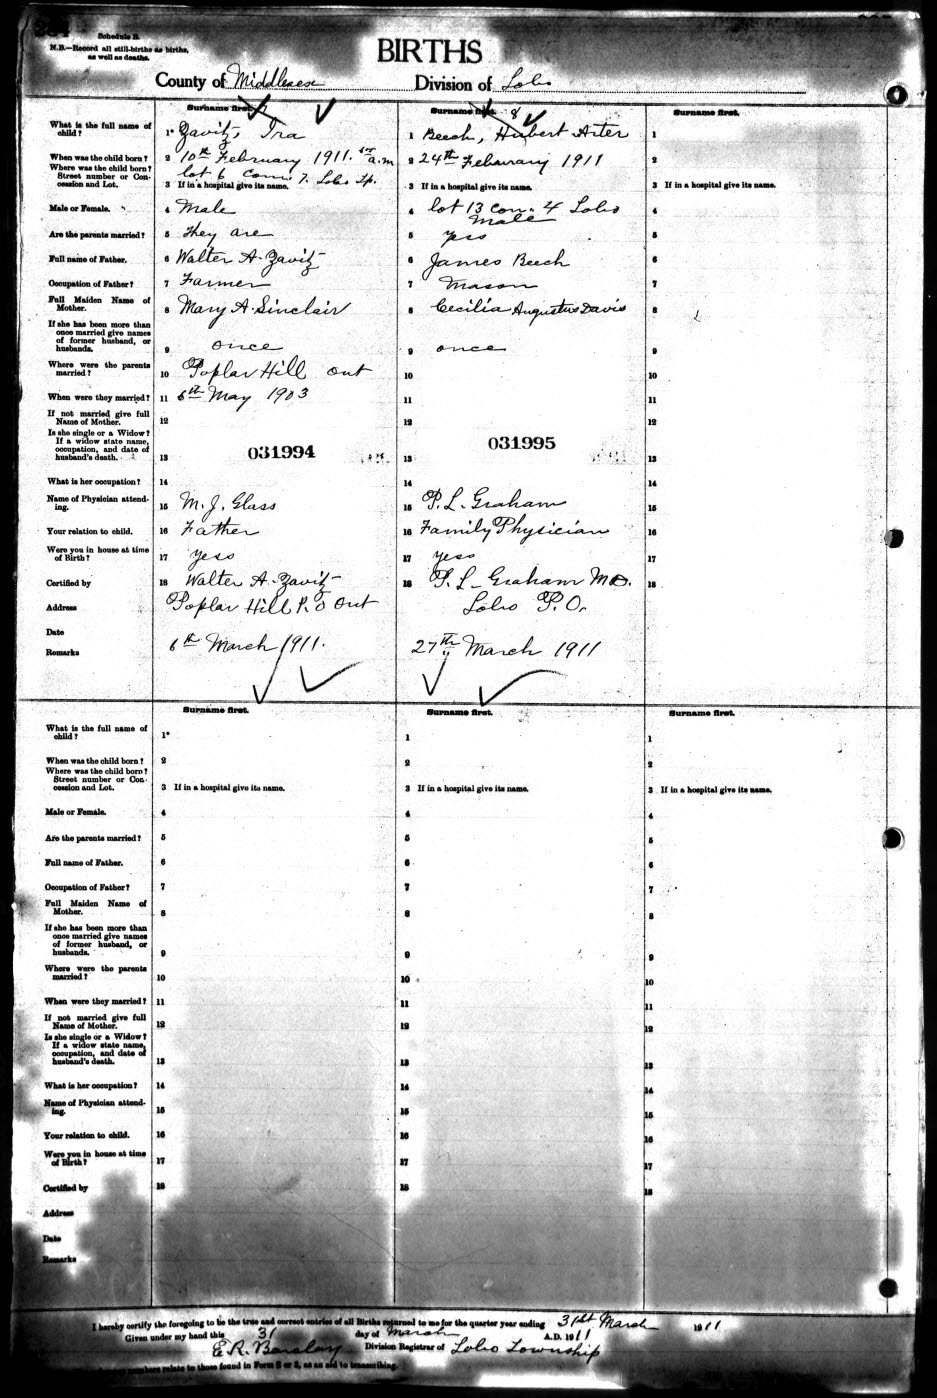 Schedule B.
N.B.—Record all still-births as births,
as well as deaths.
BIRTHS
County of Middlesex Division of Lobo
Surname first. Surname first. 8 Surname first.
What is the full name of child? 1* Zavitz, Ira 1 Beech, Hubert Arter 1
When was the child born? 2 10th February 1911. a.m 2 24th Feburary 1911 2
Where was the child born? Street number or Concession and Lot. lot 6 Con. 7. Lobo Tp.
3 If in a hospital give its name. 3 If in a hospital give its name. 3 If in a hospital give its name.
lot 13 Con. 4 Lobo
Male or Female. 4 Male 4 Male 4
Are the parents married? 5 They are 5 yes 5
Full name of Father. 6 Walter A. Zavitz 6 James Beech 6
Occupation of Father? 7 Farmer 7 Mason 7
Full Maiden Name of Mother. 8 Mary A. Sinclair 8 Cecilia Augustus Davis 8
If she has been more than once married give names of former husband, or husbands. 9 once 9 once 9
Where were the parents married? 10 Poplar Hill Ont 10 10
When were they married? 11 6th May 1903 11 11
If not married give full Name of Mother. 12 12 12
Is she single or a Widow? If a widow state name, occupation, and date of husband's death. 13 031994 13 031995 13
What is her occupation? 14 14 14
Name of Physician attending. 15 M. J. Glass 15 P. L. Graham 15
Your relation to child. 16 Father 16 Family Physician 16
Were you in house at time of Birth? 17 Yess 17 yess 17
Certified by 18 Walter A. Zavitz 18 P. L. Graham M.D. 18
Address Poplar Hill P.O Ont Lobo P.O.
Date 6th March 1911. 27th March 1911
Remarks
Surname first. Surname first. Surname first.
What is the full name of child? 1* 1 1
When was the child born? 2 2 2
Where was the child born? Street number or Concession and Lot. 3 If in a hospital give its name. 3 If in a hospital give its name. 3 If in a hospital give its name.
Male or Female. 4 4 4
Are the parents married? 5 5 5
Full name of Father. 6 6 6
Occupation of Father? 7 7 7
Full Maiden Name of Mother. 8 8 8
If she has been more than once married give names of former husband, or husbands. 9 9 9
Where were the parents married? 10 10 10
When were they married? 11 11 11
If not married give full Name of Mother. 12 12 12
Is she single or a Widow? If a widow state name, occupation, and date of husband's death. 13 13 13
What is her occupation? 14 14 14
Name of Physician attending. 15 15 15
Your relation to child. 16 16 16
Were you in house at time of Birth? 17 17 17
Certified by 18 18 18
Address
Date
Remarks
I hereby certify the foregoing to be the true and correct entries of all Births returned to me for the quarter year ending 31st March 1911
Given under my hand this 31 day of March A.D. 1911
E. R. Barclay Division Registrar of Lobo Township
numbers relate to those found in Form 2 or 3, as an aid to transcribing.